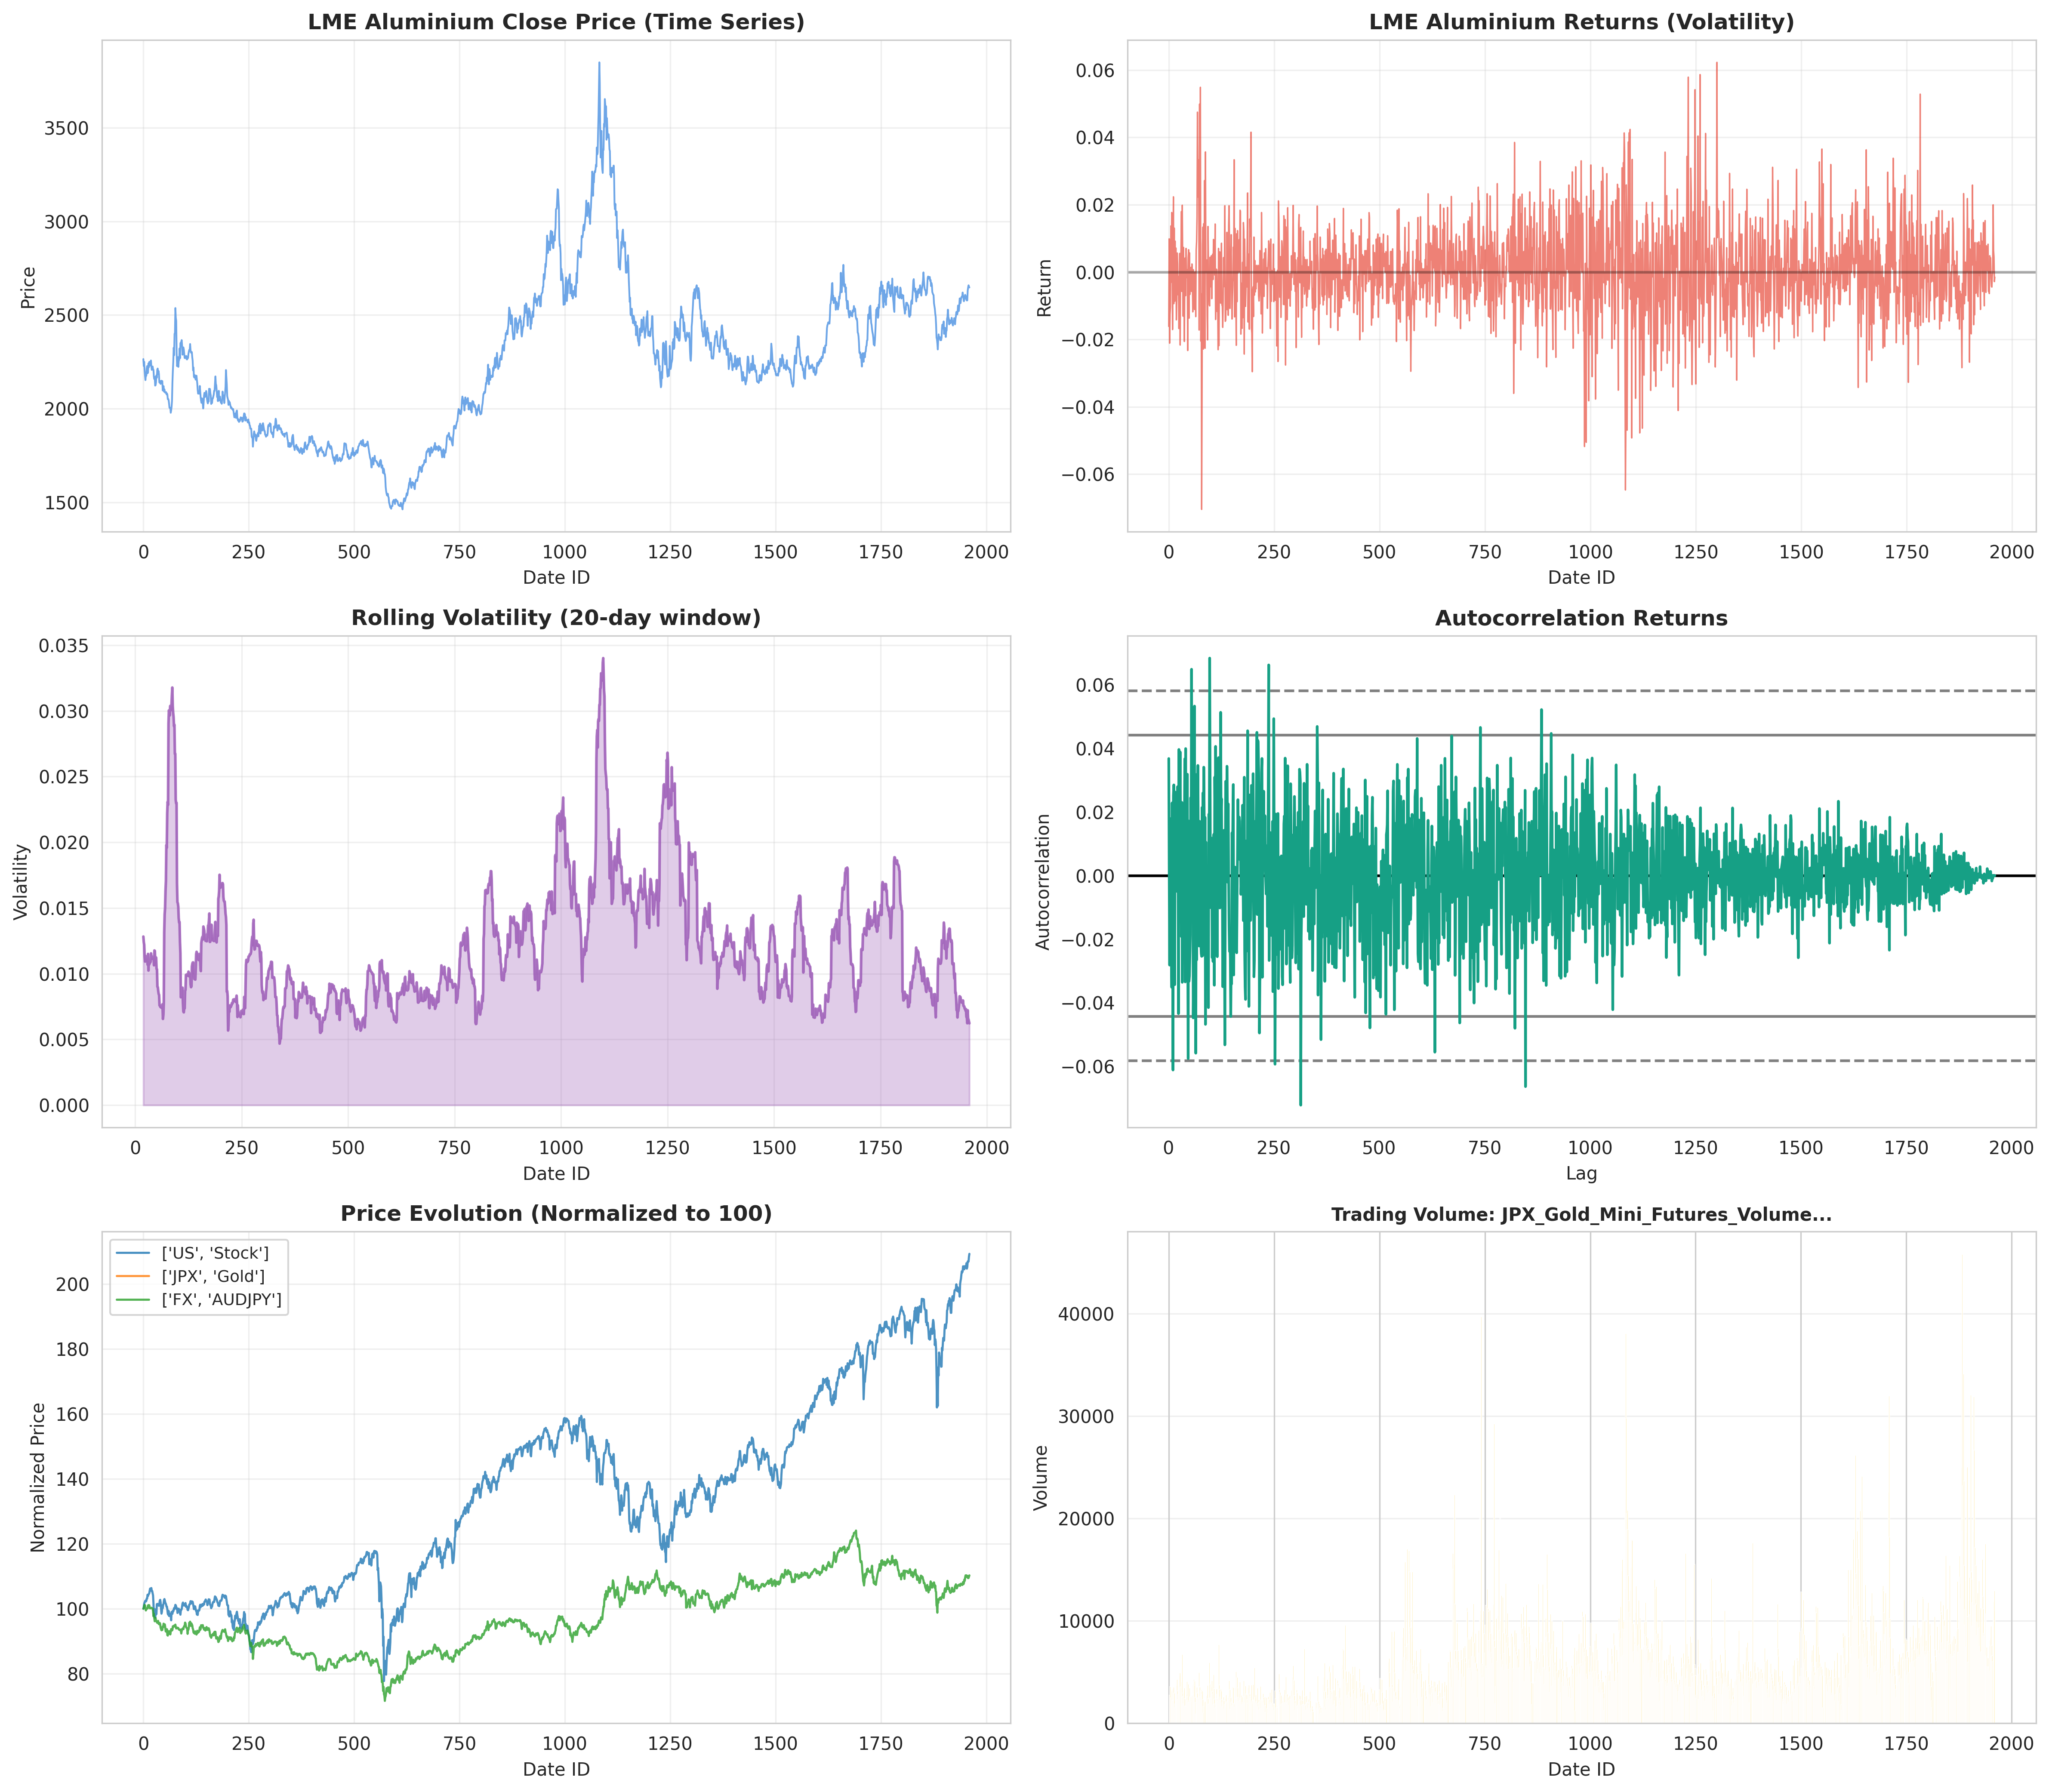 LME Aluminium Close Price (Time Series)
Price
3500
3000
2500
2000
1500
0 250 500 750 1000 1250 1500 1750 2000
Date ID
LME Aluminium Returns (Volatility)
Return
0.06
0.04
0.02
0.00
−0.02
−0.04
−0.06
0 250 500 750 1000 1250 1500 1750 2000
Date ID
Rolling Volatility (20-day window)
Volatility
0.035
0.030
0.025
0.020
0.015
0.010
0.005
0.000
0 250 500 750 1000 1250 1500 1750 2000
Date ID
Autocorrelation Returns
Autocorrelation
0.06
0.04
0.02
0.00
−0.02
−0.04
−0.06
0 250 500 750 1000 1250 1500 1750 2000
Lag
Price Evolution (Normalized to 100)
['US', 'Stock']
['JPX', 'Gold']
['FX', 'AUDJPY']
Normalized Price
200
180
160
140
120
100
80
0 250 500 750 1000 1250 1500 1750 2000
Date ID
Trading Volume: JPX_Gold_Mini_Futures_Volume...
Volume
40000
30000
20000
10000
0
0 250 500 750 1000 1250 1500 1750 2000
Date ID